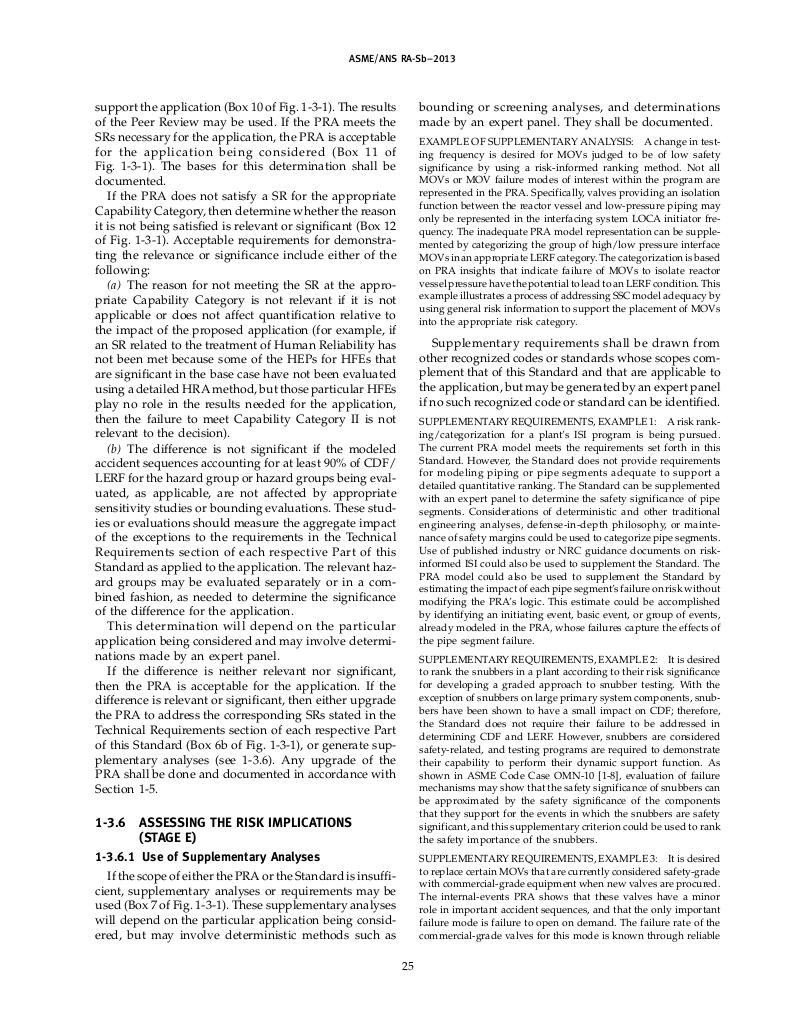 ASME/ANS RA-Sb–2013
support the application (Box 10 of Fig. 1-3-1). The results
of the Peer Review may be used. If the PRA meets the
SRs necessary for the application, the PRA is acceptable
for the application being considered (Box 11 of
Fig. 1-3-1). The bases for this determination shall be
documented.
If the PRA does not satisfy a SR for the appropriate
Capability Category, then determine whether the reason
it is not being satisfied is relevant or significant (Box 12
of Fig. 1-3-1). Acceptable requirements for demonstra-
ting the relevance or significance include either of the
following:
(a) The reason for not meeting the SR at the appro-
priate Capability Category is not relevant if it is not
applicable or does not affect quantification relative to
the impact of the proposed application (for example, if
an SR related to the treatment of Human Reliability has
not been met because some of the HEPs for HFEs that
are significant in the base case have not been evaluated
using a detailed HRA method, but those particular HFEs
play no role in the results needed for the application,
then the failure to meet Capability Category II is not
relevant to the decision).
(b) The difference is not significant if the modeled
accident sequences accounting for at least 90% of CDF/
LERF for the hazard group or hazard groups being eval-
uated, as applicable, are not affected by appropriate
sensitivity studies or bounding evaluations. These stud-
ies or evaluations should measure the aggregate impact
of the exceptions to the requirements in the Technical
Requirements section of each respective Part of this
Standard as applied to the application. The relevant haz-
ard groups may be evaluated separately or in a com-
bined fashion, as needed to determine the significance
of the difference for the application.
This determination will depend on the particular
application being considered and may involve determi-
nations made by an expert panel.
If the difference is neither relevant nor significant,
then the PRA is acceptable for the application. If the
difference is relevant or significant, then either upgrade
the PRA to address the corresponding SRs stated in the
Technical Requirements section of each respective Part
of this Standard (Box 6b of Fig. 1-3-1), or generate sup-
plementary analyses (see 1-3.6). Any upgrade of the
PRA shall be done and documented in accordance with
Section 1-5.
1-3.6 ASSESSING THE RISK IMPLICATIONS
(STAGE E)
1-3.6.1 Use of Supplementary Analyses
If the scope of either the PRA or the Standard is insuffi-
cient, supplementary analyses or requirements may be
used (Box 7 of Fig. 1-3-1). These supplementary analyses
will depend on the particular application being consid-
ered, but may involve deterministic methods such as
bounding or screening analyses, and determinations
made by an expert panel. They shall be documented.
EXAMPLE OF SUPPLEMENTARY ANALYSIS: A change in test-
ing frequency is desired for MOVs judged to be of low safety
significance by using a risk-informed ranking method. Not all
MOVs or MOV failure modes of interest within the program are
represented in the PRA. Specifically, valves providing an isolation
function between the reactor vessel and low-pressure piping may
only be represented in the interfacing system LOCA initiator fre-
quency. The inadequate PRA model representation can be supple-
mented by categorizing the group of high/low pressure interface
MOVs in an appropriate LERF category. The categorization is based
on PRA insights that indicate failure of MOVs to isolate reactor
vessel pressure have the potential to lead to an LERF condition. This
example illustrates a process of addressing SSC model adequacy by
using general risk information to support the placement of MOVs
into the appropriate risk category.
Supplementary requirements shall be drawn from
other recognized codes or standards whose scopes com-
plement that of this Standard and that are applicable to
the application, but may be generated by an expert panel
if no such recognized code or standard can be identified.
SUPPLEMENTARY REQUIREMENTS, EXAMPLE 1: A risk rank-
ing/categorization for a plant's ISI program is being pursued.
The current PRA model meets the requirements set forth in this
Standard. However, the Standard does not provide requirements
for modeling piping or pipe segments adequate to support a
detailed quantitative ranking. The Standard can be supplemented
with an expert panel to determine the safety significance of pipe
segments. Considerations of deterministic and other traditional
engineering analyses, defense-in-depth philosophy, or mainte-
nance of safety margins could be used to categorize pipe segments.
Use of published industry or NRC guidance documents on risk-
informed ISI could also be used to supplement the Standard. The
PRA model could also be used to supplement the Standard by
estimating the impact of each pipe segment's failure on risk without
modifying the PRA's logic. This estimate could be accomplished
by identifying an initiating event, basic event, or group of events,
already modeled in the PRA, whose failures capture the effects of
the pipe segment failure.
SUPPLEMENTARY REQUIREMENTS, EXAMPLE 2: It is desired
to rank the snubbers in a plant according to their risk significance
for developing a graded approach to snubber testing. With the
exception of snubbers on large primary system components, snub-
bers have been shown to have a small impact on CDF; therefore,
the Standard does not require their failure to be addressed in
determining CDF and LERF. However, snubbers are considered
safety-related, and testing programs are required to demonstrate
their capability to perform their dynamic support function. As
shown in ASME Code Case OMN-10 [1-8], evaluation of failure
mechanisms may show that the safety significance of snubbers can
be approximated by the safety significance of the components
that they support for the events in which the snubbers are safety
significant, and this supplementary criterion could be used to rank
the safety importance of the snubbers.
SUPPLEMENTARY REQUIREMENTS, EXAMPLE 3: It is desired
to replace certain MOVs that are currently considered safety-grade
with commercial-grade equipment when new valves are procured.
The internal-events PRA shows that these valves have a minor
role in important accident sequences, and that the only important
failure mode is failure to open on demand. The failure rate of the
commercial-grade valves for this mode is known through reliable
25